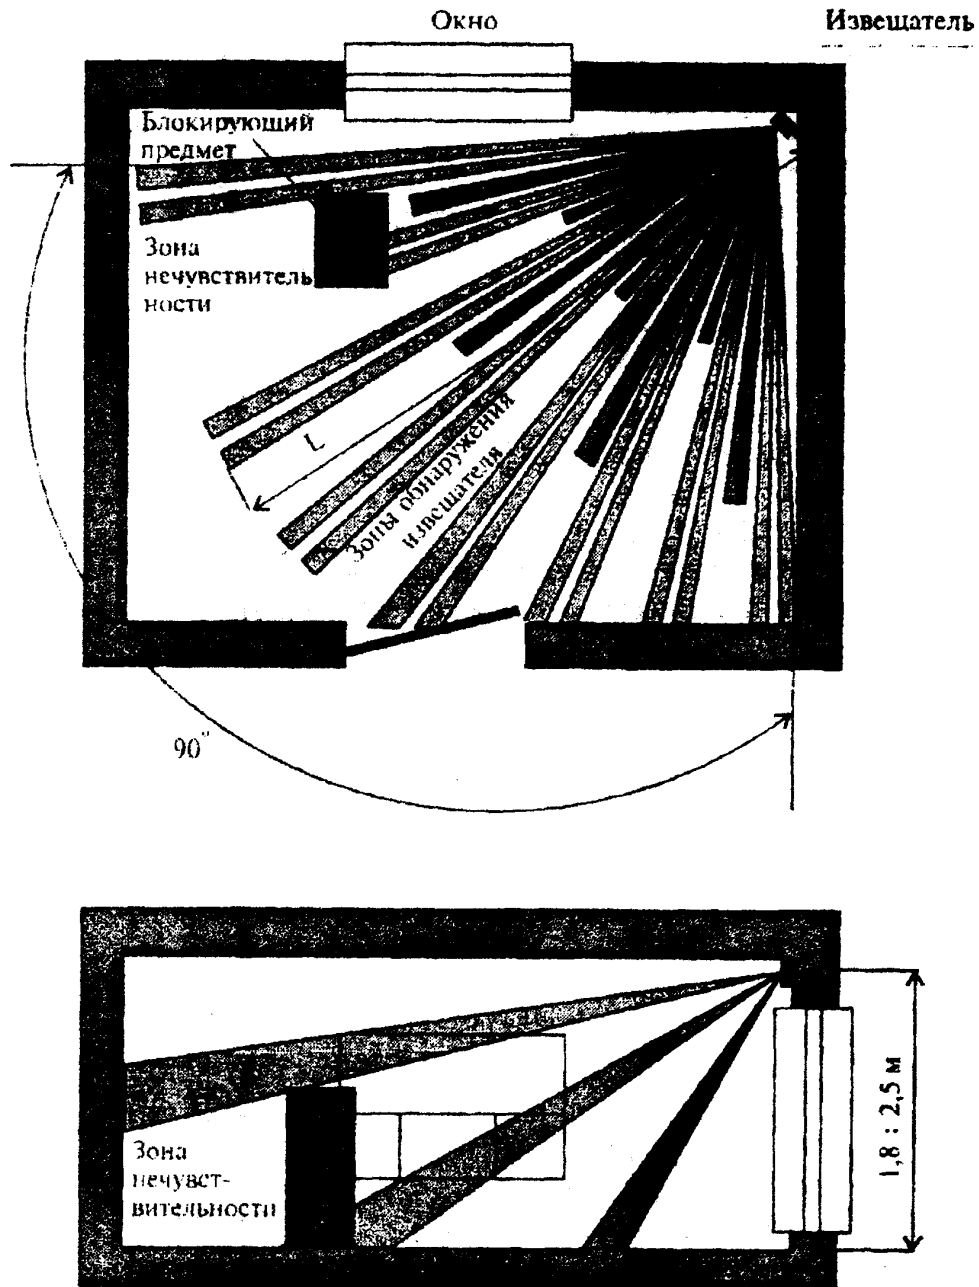 Окно
Извещатель
Блокирующий
предмет
Зона
нечувствитель
ности
L
Зоны обнаружения
извещателя
90°
Зона
нечувст-
вительности
1,8 : 2,5 м